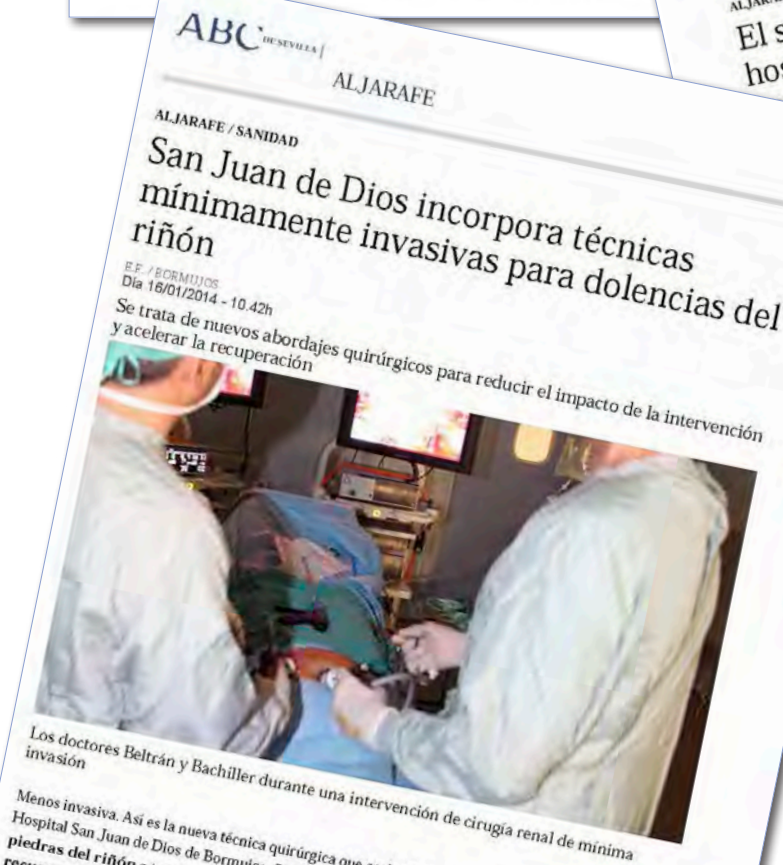 ABC DE SEVILLA
ALJARAFE
ALJARAFE / SANIDAD
San Juan de Dios incorpora técnicas
mínimamente invasivas para dolencias del
riñón
E.F. / BORMUJOS
Día 16/01/2014 - 10.42h
Se trata de nuevos abordajes quirúrgicos para reducir el impacto de la intervención
y acelerar la recuperación
Los doctores Beltrán y Bachiller durante una intervención de cirugía renal de mínima
invasión
Menos invasiva. Así es la nueva técnica quirúrgica que
Hospital San Juan de Dios de Bormujos
piedras del riñón
El s
hos